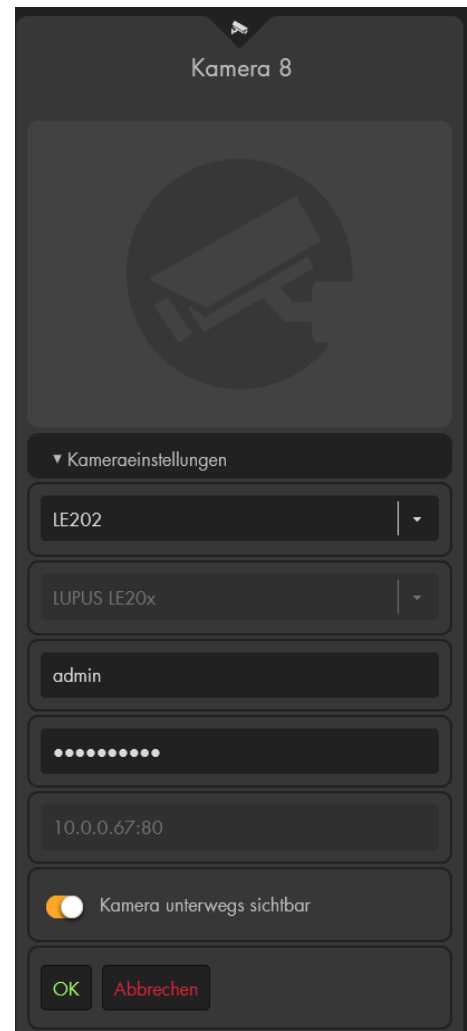 Kamera 8
▼ Kameraeinstellungen
LE202
LUPUS LE20x
admin
●●●●●●●●●●
10.0.0.67:80
Kamera unterwegs sichtbar
OK
Abbrechen